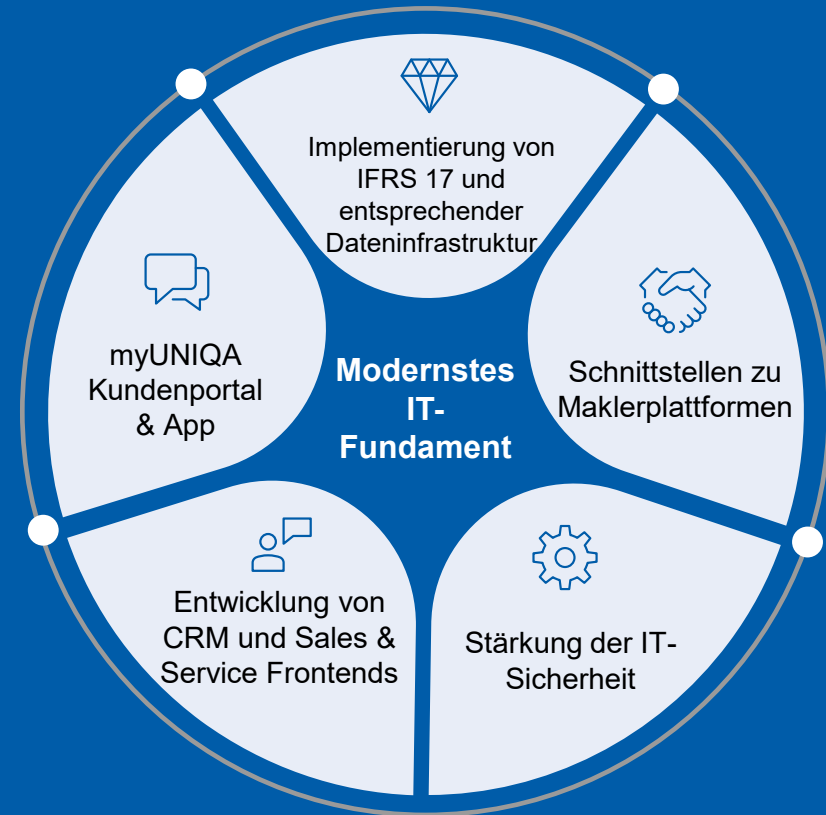 Implementierung von
IFRS 17 und
entsprechender
Dateninfrastruktur
myUNIQA
Kundenportal
& App
Modernstes
IT-
Fundament
Schnittstellen zu
Maklerplattformen
Entwicklung von
CRM und Sales &
Service Frontends
Stärkung der IT-
Sicherheit